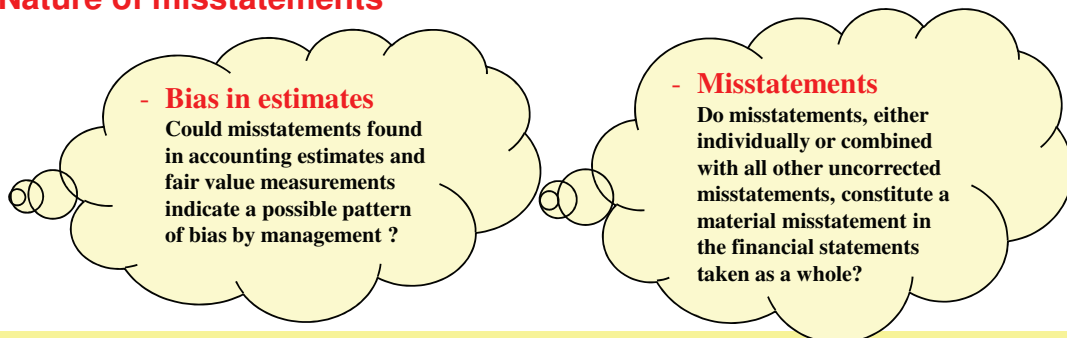 Nature of misstatements
- Bias in estimates
Could misstatements found
in accounting estimates and
fair value measurements
indicate a possible pattern
of bias by management ?
- Misstatements
Do misstatements, either
individually or combined
with all other uncorrected
misstatements, constitute a
material misstatement in
the financial statements
taken as a whole?